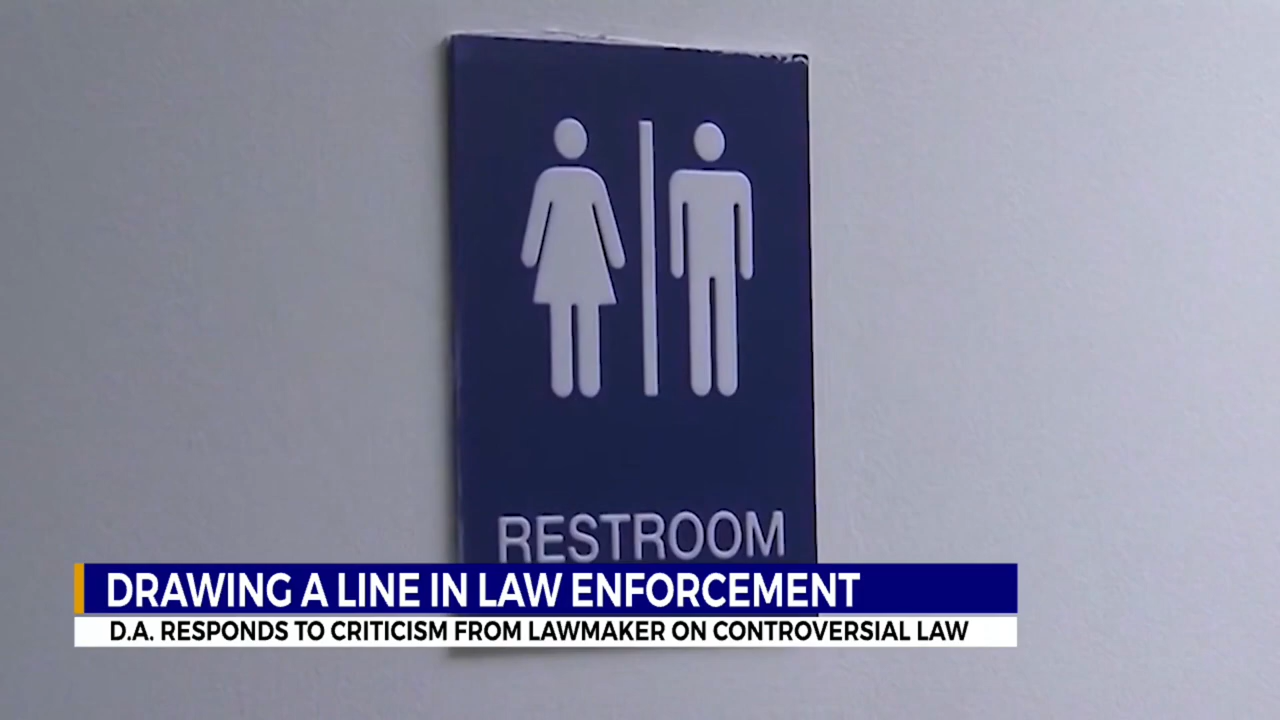 RESTROOM
DRAWING A LINE IN LAW ENFORCEMENT
D.A. RESPONDS TO CRITICISM FROM LAWMAKER ON CONTROVERSIAL LAW